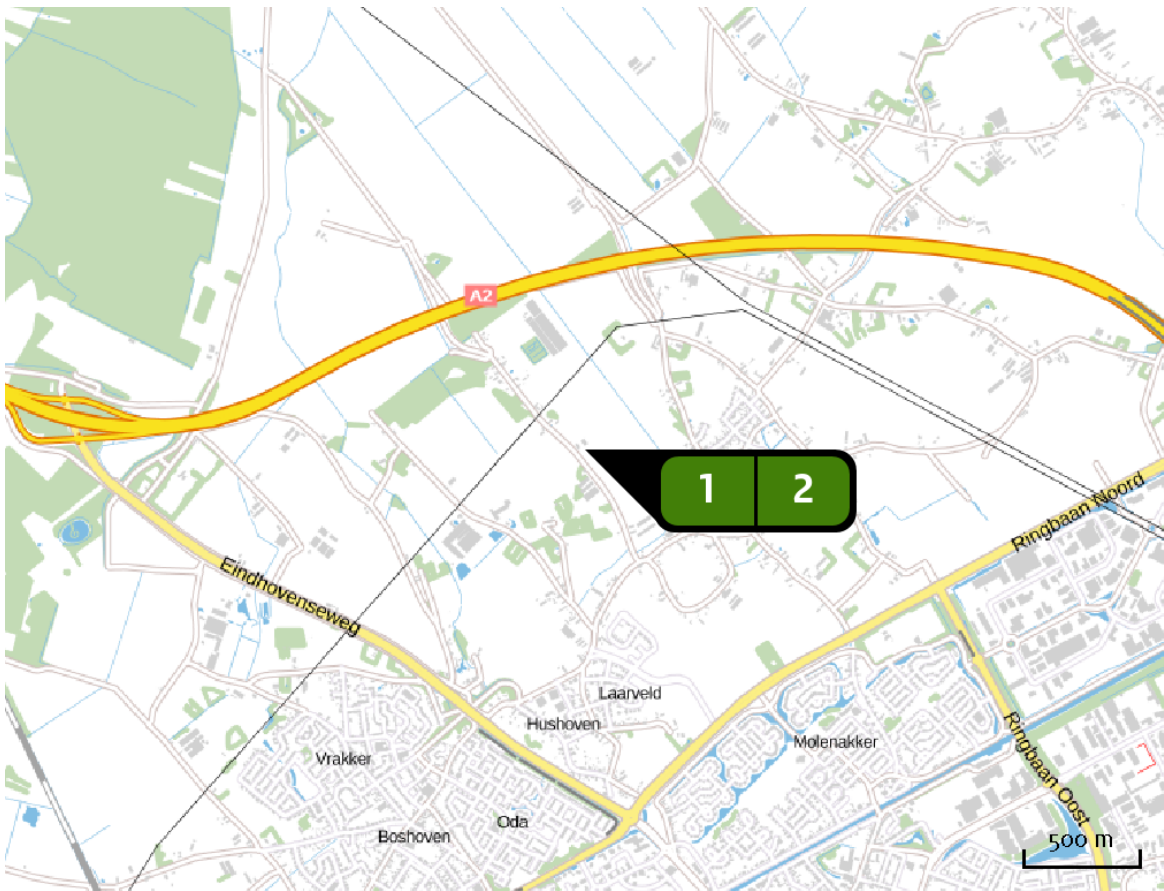 A2
1 2
Ringbaan Noord
Eindhovenseweg
Laarveld
Hushoven
Molenakker
Vrakker
Ringbaan Oost
Oda
Boshoven
500 m